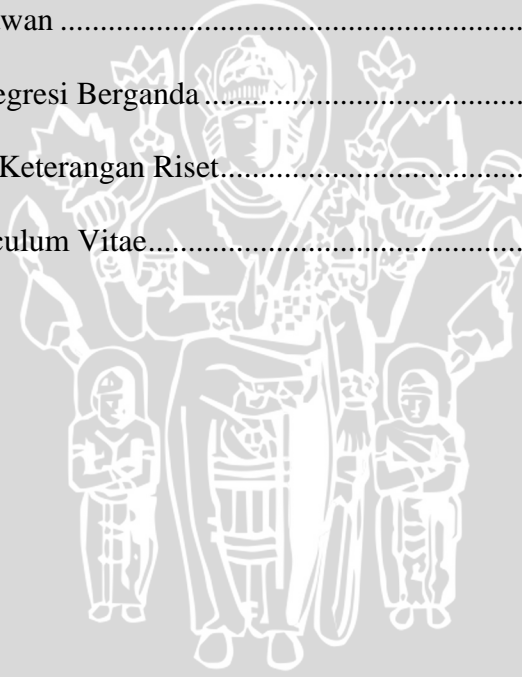 wan ........................................................
egresi Berganda ........................................
Keterangan Riset......................................
culum Vitae..............................................